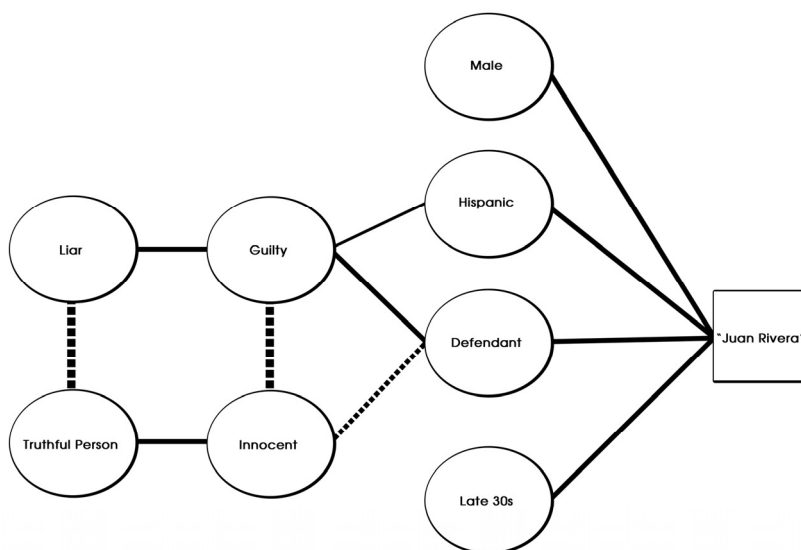 Male
Hispanic
Liar
Guilty
Defendant
"Juan Rivera"
Truthful Person
Innocent
Late 30s